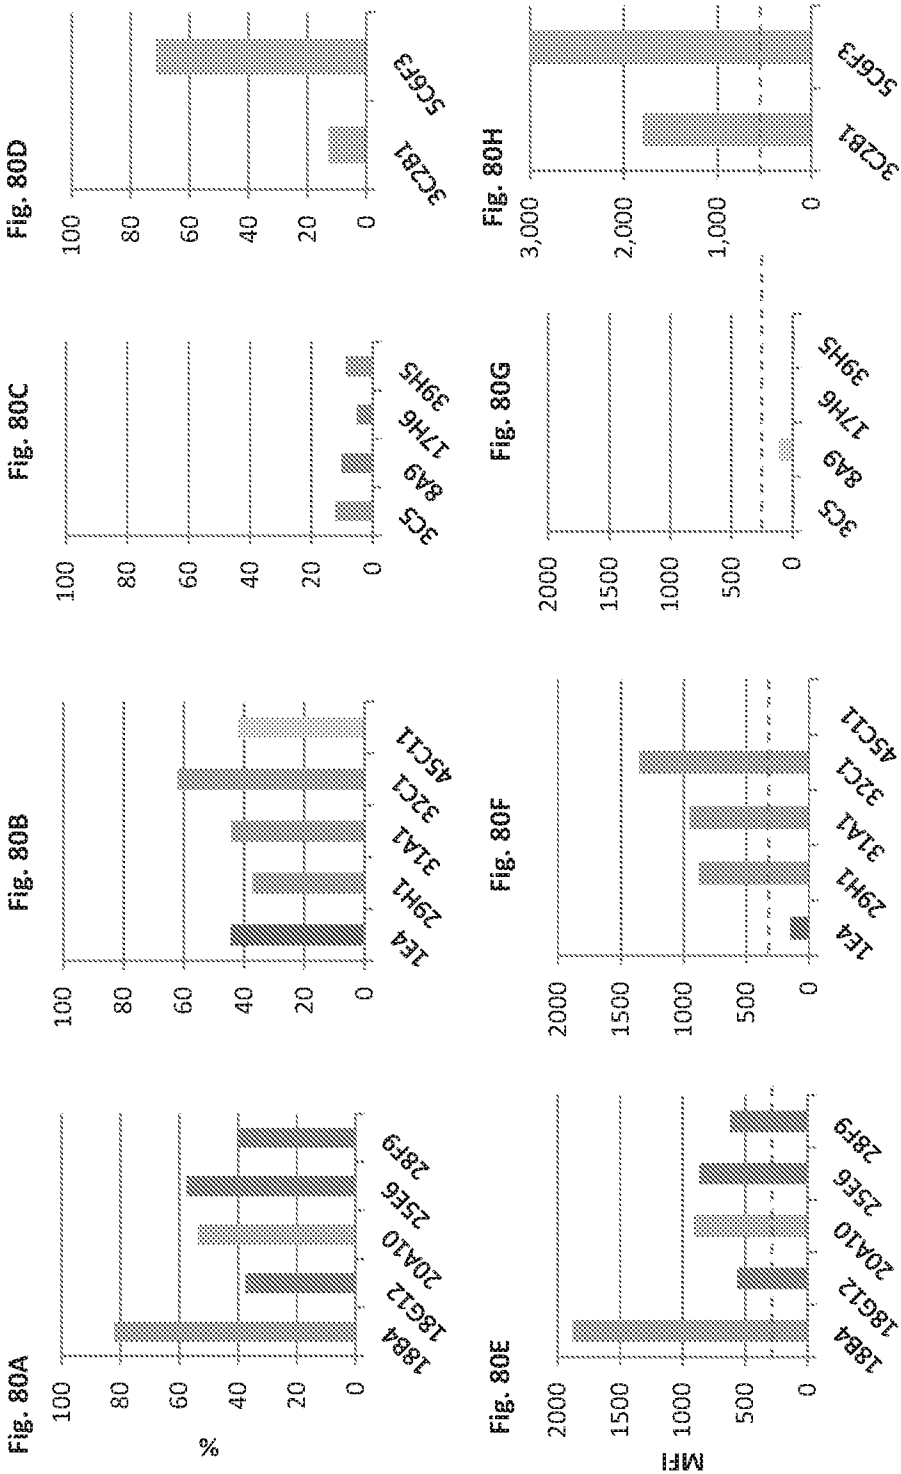 Fig. 80A
100
80
60
40
20
0
%
18B4
18G12
20A10
25E6
28F9
Fig. 80B
100
80
60
40
20
0
1E4
29H1
31A1
32C1
45C11
Fig. 80C
100
80
60
40
20
0
3C5
8A9
17H6
39H5
Fig. 80D
100
80
60
40
20
0
3C2B1
5C6F3
Fig. 80E
2000
1500
1000
500
0
MFI
18B4
18G12
20A10
25E6
28F9
Fig. 80F
2000
1500
1000
500
0
1E4
29H1
31A1
32C1
45C11
Fig. 80G
2000
1500
1000
500
0
3C5
8A9
17H6
39H5
Fig. 80H
3,000
2,000
1,000
0
3C2B1
5C6F3